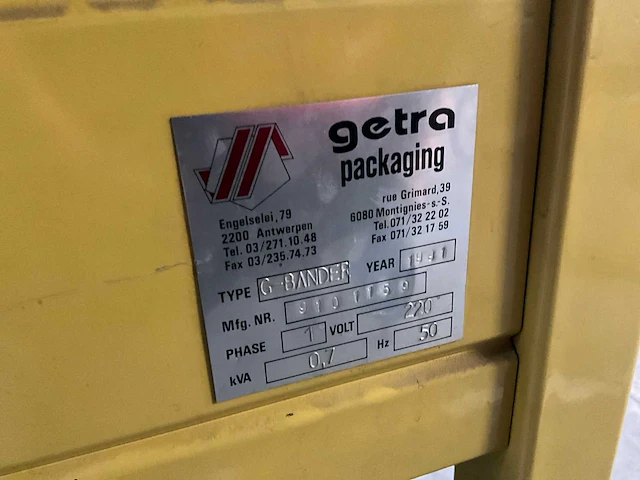 getra
packaging
Engelselei, 79
2200 Antwerpen
Tel. 03/271.10.48
Fax 03/235.74.73
rue Grimard, 39
6080 Montignies-s.-S.
Tel. 071/32 22 02
Fax 071/32 17 59
TYPE G-BANDER YEAR 1991
Mfg. NR. 9101159
PHASE 1 VOLT 220
kVA 0,7 Hz 50